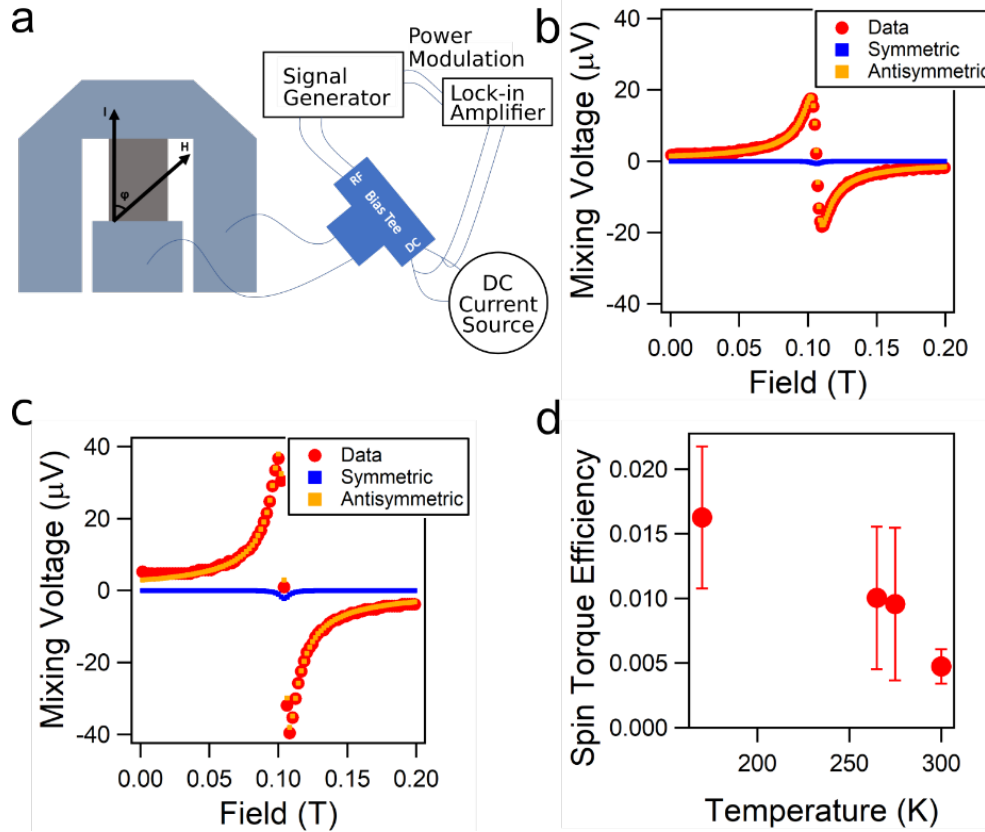 a
Signal
Generator
Power
Modulation
Lock-in
Amplifier
I
H
φ
RF
Bias Tee
DC
DC
Current
Source
b
Mixing Voltage (μV)
40
20
0
-20
-40
Data
Symmetric
Antisymmetric
0.00 0.05 0.10 0.15 0.20
Field (T)
c
Mixing Voltage (μV)
40
20
0
-20
-40
Data
Symmetric
Antisymmetric
0.00 0.05 0.10 0.15 0.20
Field (T)
d
Spin Torque Efficiency
0.020
0.015
0.010
0.005
0.000
200 250 300
Temperature (K)